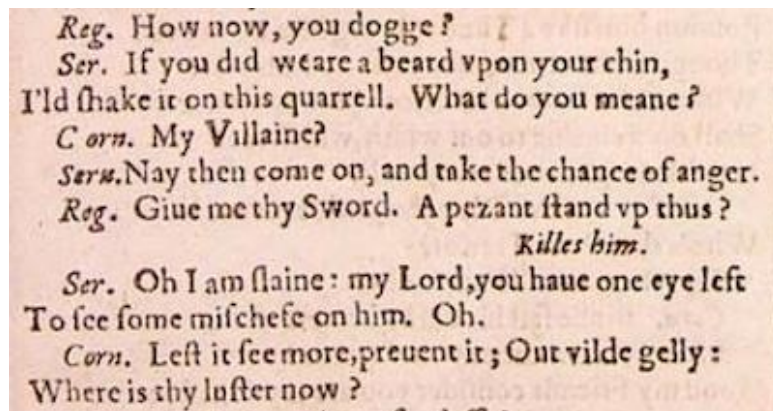 Reg. How now, you dogge?
Ser. If you did weare a beard vpon your chin,
I'ld ſhake it on this quarrell. What do you meane?
Corn. My Villaine?
Seru. Nay then come on, and take the chance of anger.
Reg. Giue me thy Sword. A pezant ſtand vp thus?
Killes him.
Ser. Oh I am ſlaine: my Lord, you haue one eye left
To ſee ſome miſchefe on him. Oh.
Corn. Leſt it ſee more, preuent it; Out vilde gelly:
Where is thy luſter now?